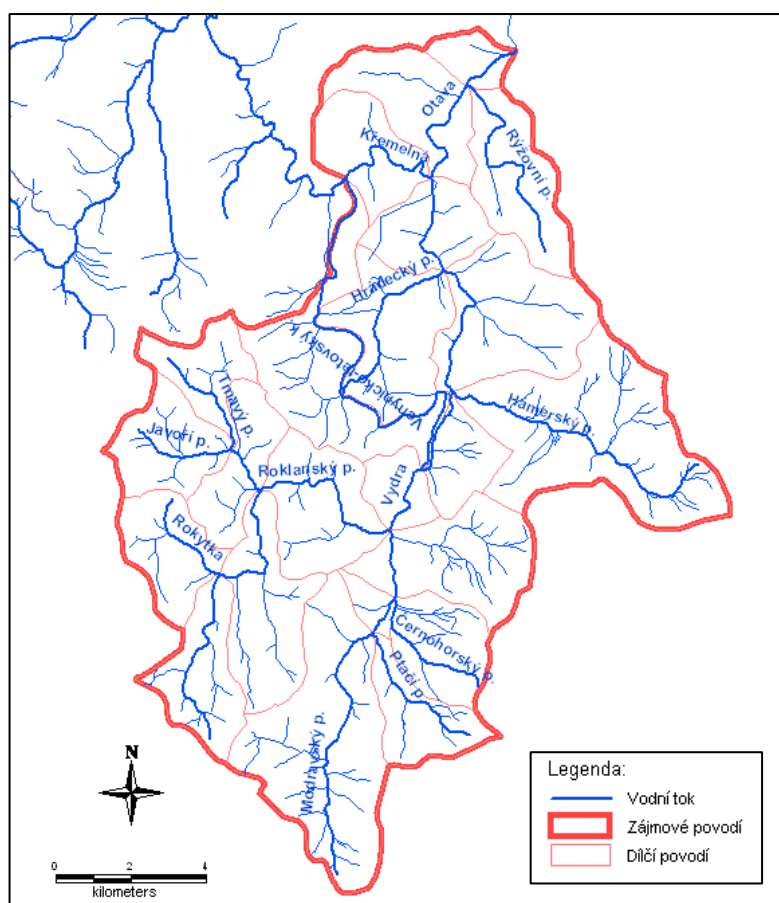 Otava
Křemelná
Rýžovní p.
Hrádecký p.
Vchynicko-tetovský k.
Tmavý p.
Hamerský p.
Javoří p.
Roklanský p.
Vydra
Rokytka
Černohorský p.
Ptačí p.
Modravský p.
N
0 2 4
kilometers
Legenda:
Vodní tok
Zájmové povodí
Dílčí povodí